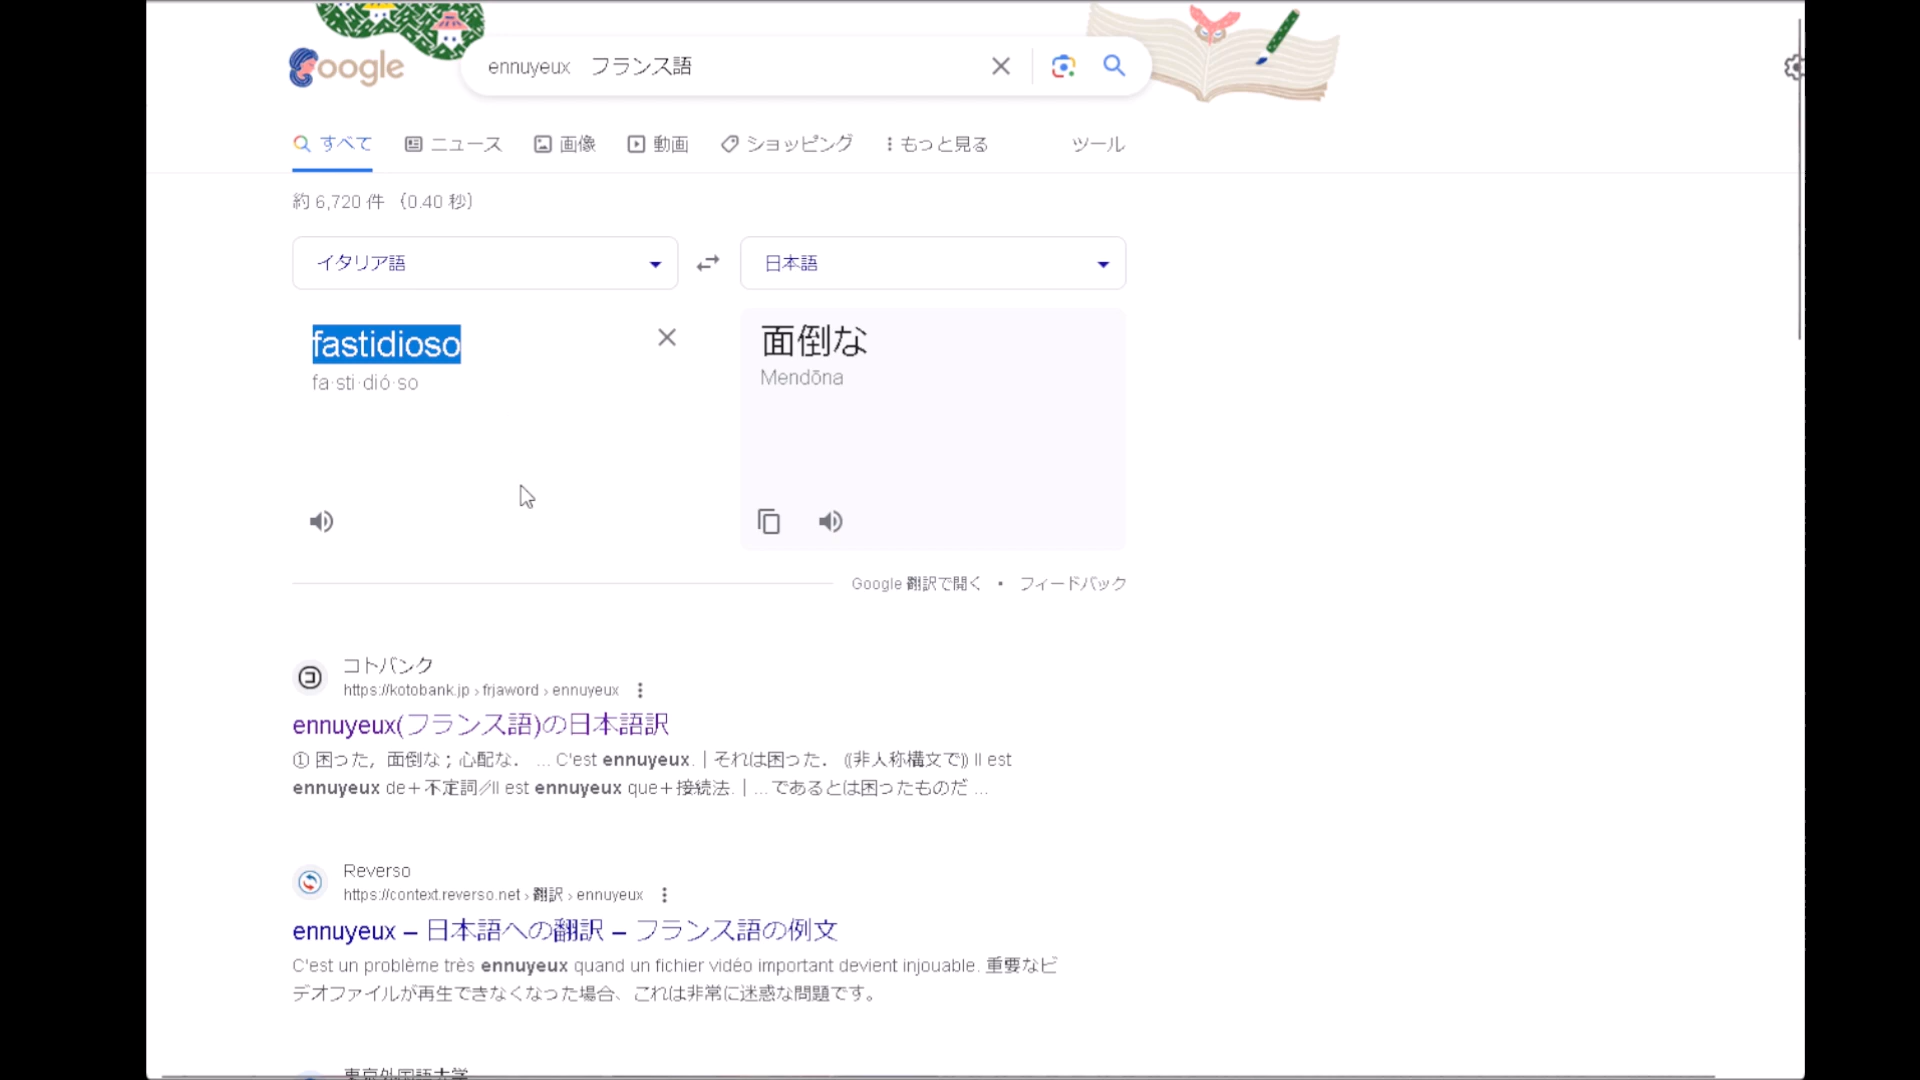 Google
ennuyeux フランス語
すべて ニュース 画像 動画 ショッピング もっと見る ツール
約 6,720 件 (0.40 秒)
イタリア語 日本語
fastidioso 面倒な
fa·sti·dió·so Mendōna
Google 翻訳で開く • フィードバック
コトバンク
https://kotobank.jp › frjaword › ennuyeux
ennuyeux(フランス語)の日本語訳
① 困った,面倒な;心配な. ... C'est ennuyeux.|それは困った. ⸨非人称構文で⸩ Il est
ennuyeux de+不定詞//Il est ennuyeux que+接続法.|... であるとは困ったものだ ...
Reverso
https://context.reverso.net › 翻訳 › ennuyeux
ennuyeux – 日本語への翻訳 – フランス語の例文
C'est un problème très ennuyeux quand un fichier vidéo important devient injouable. 重要なビ
デオファイルが再生できなくなった場合、これは非常に迷惑な問題です。
東京外国語大学